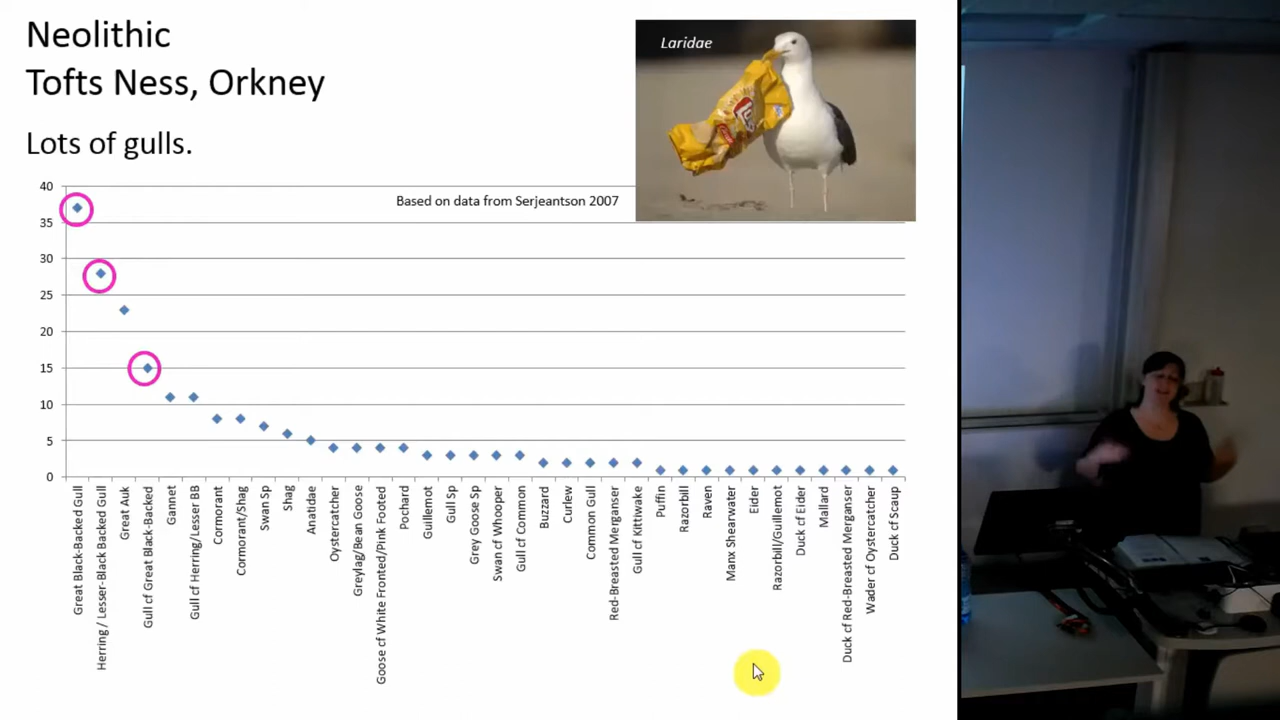 Neolithic
Tofts Ness, Orkney
Lots of gulls.
Laridae
Based on data from Serjeantson 2007
40
35
30
25
20
15
10
5
0
Great Black-Backed Gull
Herring / Lesser-Black Backed Gull
Great Auk
Gull cf Great Black-Backed
Gannet
Gull cf Herring/Lesser BB
Cormorant
Cormorant/Shag
Swan Sp
Shag
Anatidae
Oystercatcher
Greylag/Bean Goose
Goose cf White Fronted/Pink Footed
Pochard
Guillemot
Gull Sp
Grey Goose Sp
Swan cf Whooper
Gull cf Common
Buzzard
Curlew
Common Gull
Red-Breasted Merganser
Gull cf Kittiwake
Puffin
Razorbill
Raven
Manx Shearwater
Eider
Razorbill/Guillemot
Duck cf Eider
Mallard
Duck cf Red-Breasted Merganser
Wader cf Oystercatcher
Duck cf Scaup